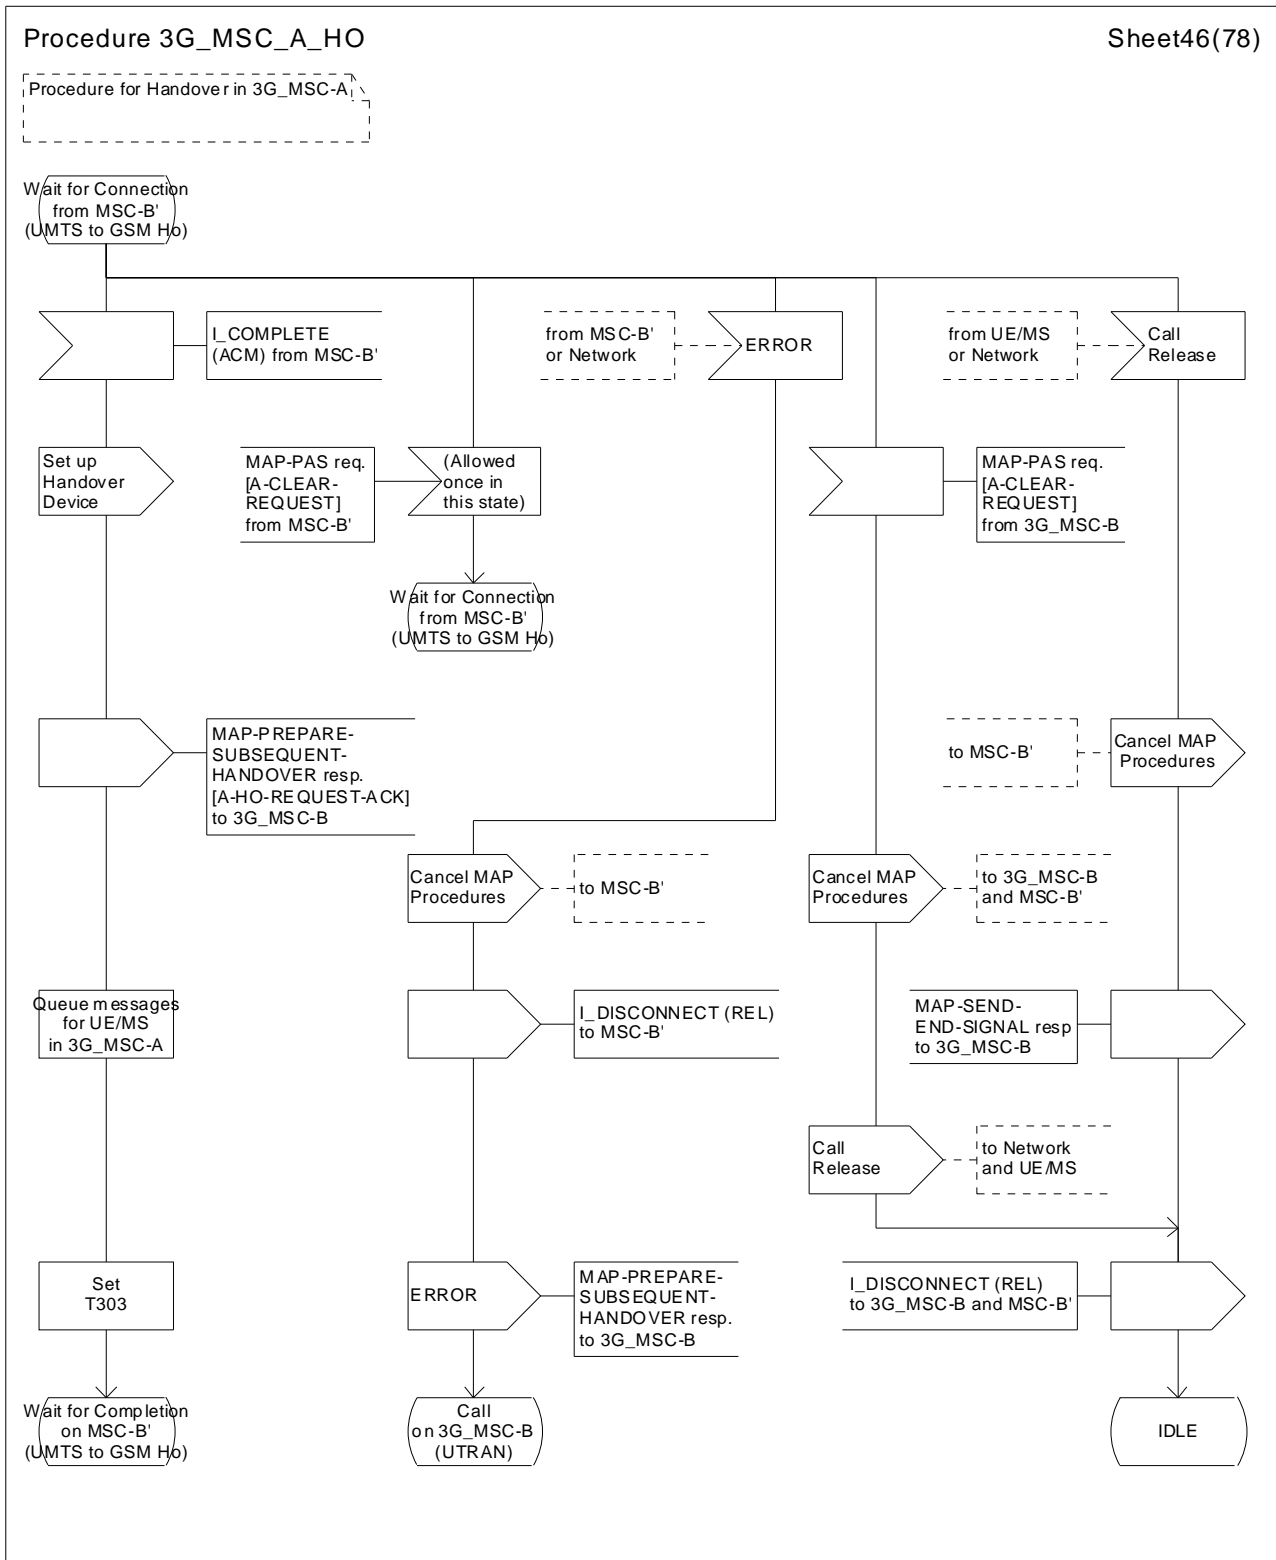 Procedure 3G_MSC_A_HO
Sheet46(78)
Procedure for Handover in 3G_MSC-A
Wait for Connection
from MSC-B'
(UMTS to GSM Ho)
I_COMPLETE
(ACM) from MSC-B'
from MSC-B'
or Network
ERROR
from UE/MS
or Network
Call
Release
Set up
Handover
Device
MAP-PAS req.
[A-CLEAR-
REQUEST]
from MSC-B'
(Allowed
once in
this state)
MAP-PAS req.
[A-CLEAR-
REQUEST]
from 3G_MSC-B
Wait for Connection
from MSC-B'
(UMTS to GSM Ho)
MAP-PREPARE-
SUBSEQUENT-
HANDOVER resp.
[A-HO-REQUEST-ACK]
to 3G_MSC-B
to MSC-B'
Cancel MAP
Procedures
Cancel MAP
Procedures
to MSC-B'
Cancel MAP
Procedures
to 3G_MSC-B
and MSC-B'
Queue messages
for UE/MS
in 3G_MSC-A
I_DISCONNECT (REL)
to MSC-B'
MAP-SEND-
END-SIGNAL resp
to 3G_MSC-B
Call
Release
to Network
and UE/MS
Set
T303
ERROR
MAP-PREPARE-
SUBSEQUENT-
HANDOVER resp.
to 3G_MSC-B
I_DISCONNECT (REL)
to 3G_MSC-B and MSC-B'
Wait for Completion
on MSC-B'
(UMTS to GSM Ho)
Call
on 3G_MSC-B
(UTRAN)
IDLE